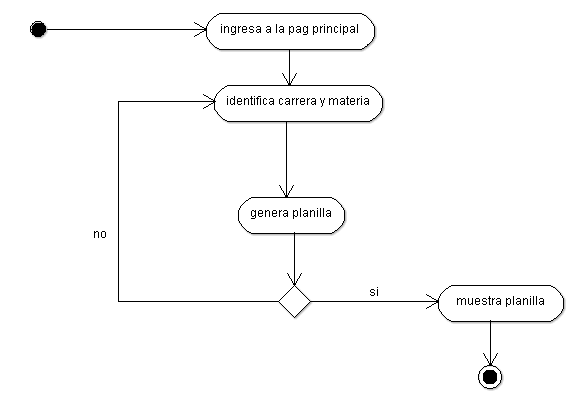 ingresa a la pag principal
identifica carrera y materia
genera planilla
no
si
muestra planilla